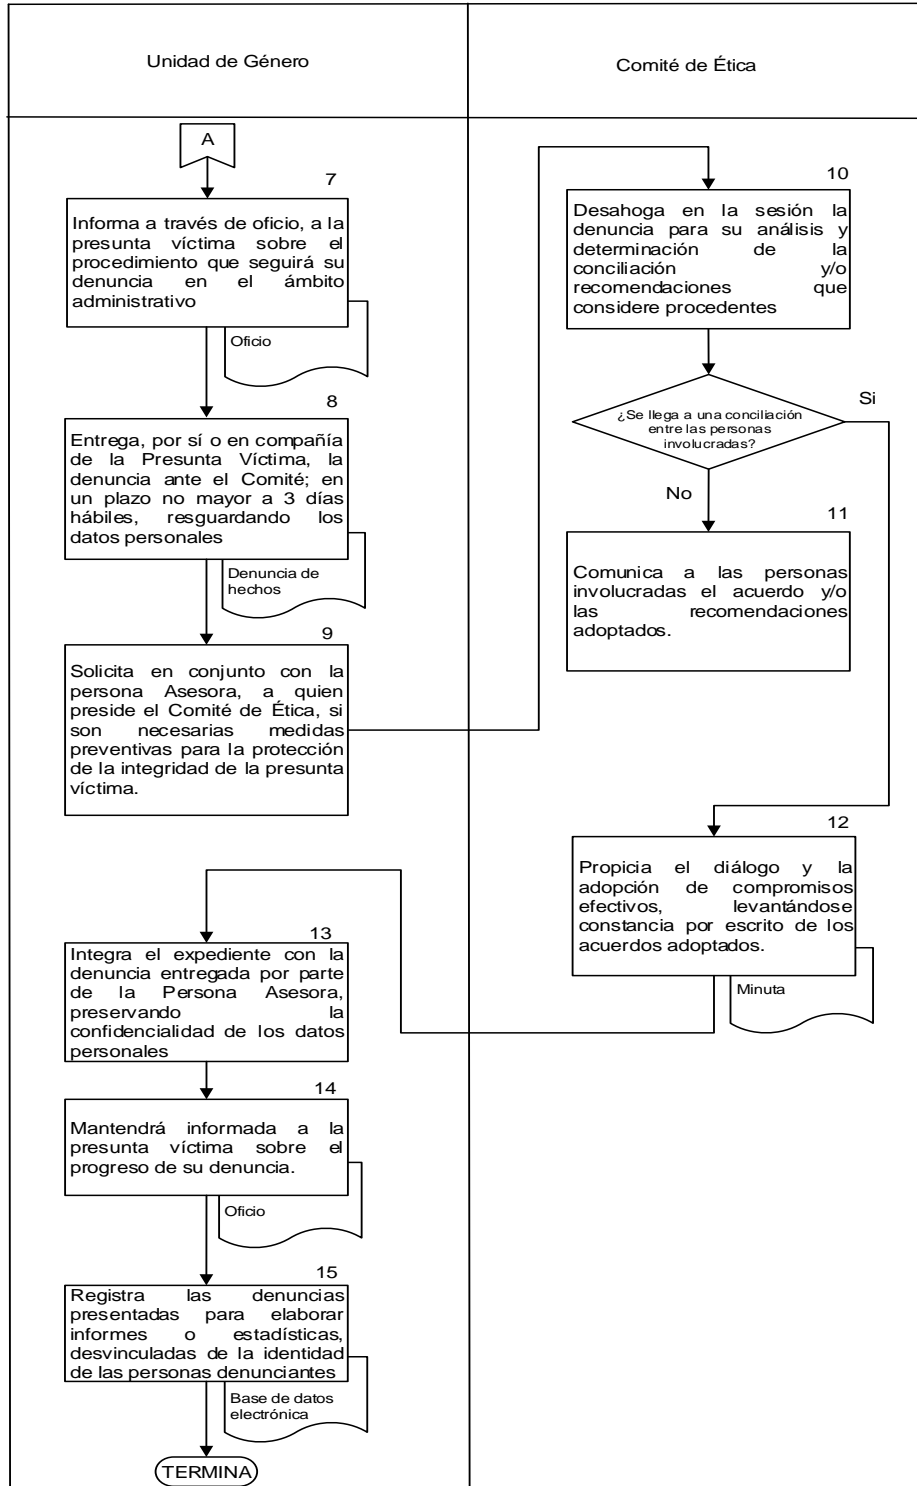 Unidad de Género
Comité de Ética
A
7
Informa a través de oficio, a la
presunta víctima sobre el
procedimiento que seguirá su
denuncia en el ámbito
administrativo
Oficio
8
Entrega, por sí o en compañía
de la Presunta Víctima, la
denuncia ante el Comité; en
un plazo no mayor a 3 días
hábiles, resguardando los
datos personales
Denuncia de
hechos
9
Solicita en conjunto con la
persona Asesora, a quien
preside el Comité de Ética, si
son necesarias medidas
preventivas para la protección
de la integridad de la presunta
víctima.
10
Desahoga en la sesión la
denuncia para su análisis y
determinación de la
conciliación y/o
recomendaciones que
considere procedentes
¿Se llega a una conciliación
entre las personas
involucradas?
Si
No
11
Comunica a las personas
involucradas el acuerdo y/o
las recomendaciones
adoptados.
12
Propicia el diálogo y la
adopción de compromisos
efectivos, levantándose
constancia por escrito de los
acuerdos adoptados.
Minuta
13
Integra el expediente con la
denuncia entregada por parte
de la Persona Asesora,
preservando la
confidencialidad de los datos
personales
14
Mantendrá informada a la
presunta víctima sobre el
progreso de su denuncia.
Oficio
15
Registra las denuncias
presentadas para elaborar
informes o estadísticas,
desvinculadas de la identidad
de las personas denunciantes
Base de datos
electrónica
TERMINA